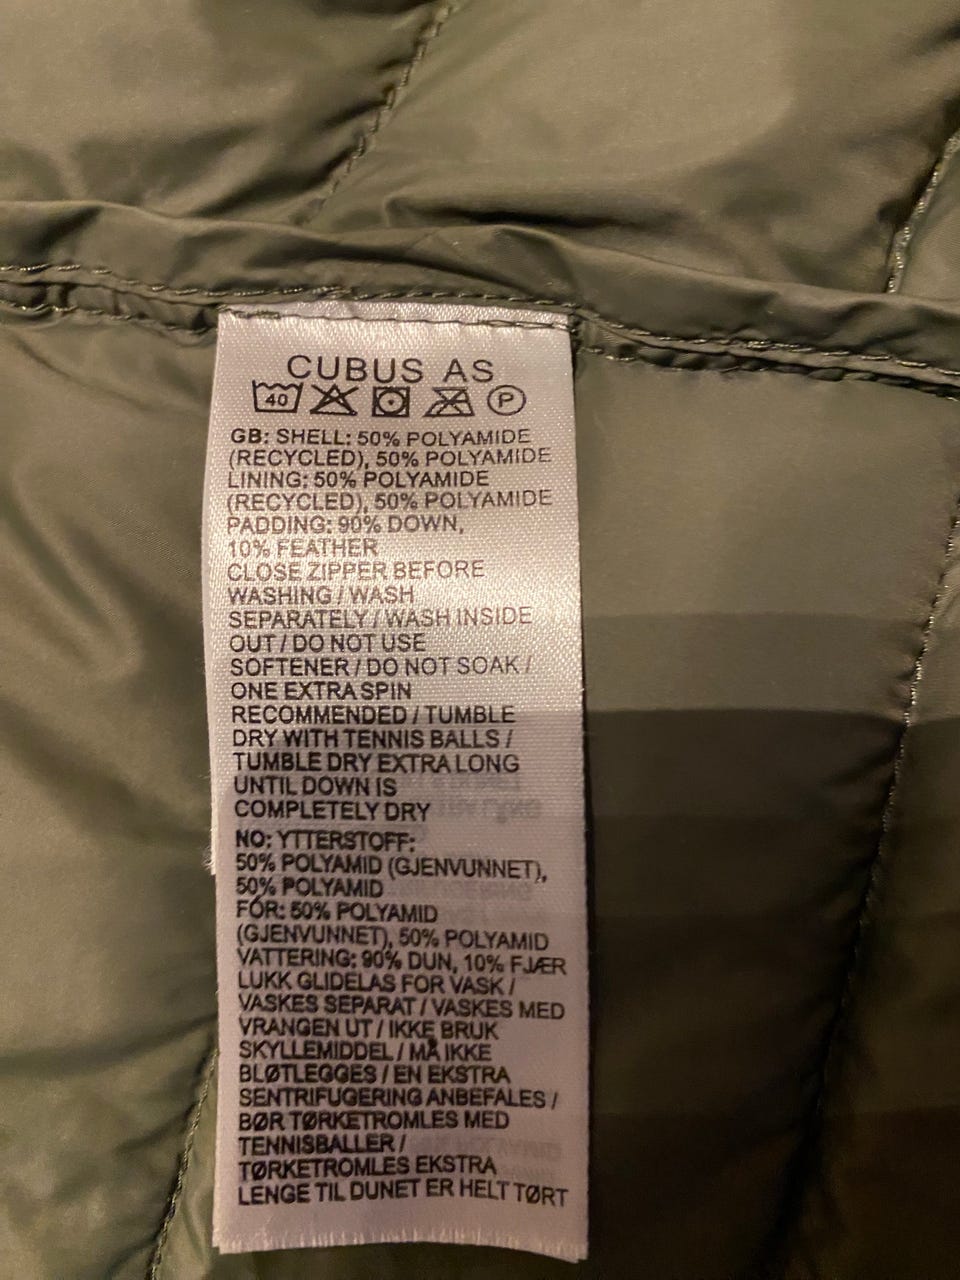 CUBUS AS
40 P
GB: SHELL: 50% POLYAMIDE
(RECYCLED), 50% POLYAMIDE
LINING: 50% POLYAMIDE
(RECYCLED), 50% POLYAMIDE
PADDING: 90% DOWN,
10% FEATHER
CLOSE ZIPPER BEFORE
WASHING / WASH
SEPARATELY / WASH INSIDE
OUT / DO NOT USE
SOFTENER / DO NOT SOAK /
ONE EXTRA SPIN
RECOMMENDED / TUMBLE
DRY WITH TENNIS BALLS /
TUMBLE DRY EXTRA LONG
UNTIL DOWN IS
COMPLETELY DRY
NO: YTTERSTOFF:
50% POLYAMID (GJENVUNNET),
50% POLYAMID
FÓR: 50% POLYAMID
(GJENVUNNET), 50% POLYAMID
VATTERING: 90% DUN, 10% FJÆR
LUKK GLIDELAS FOR VASK /
VASKES SEPARAT / VASKES MED
VRANGEN UT / IKKE BRUK
SKYLLEMIDDEL / MÅ IKKE
BLØTLEGGES / EN EKSTRA
SENTRIFUGERING ANBEFALES /
BØR TØRKETROMLES MED
TENNISBALLER /
TØRKETROMLES EKSTRA
LENGE TIL DUNET ER HELT TØRT